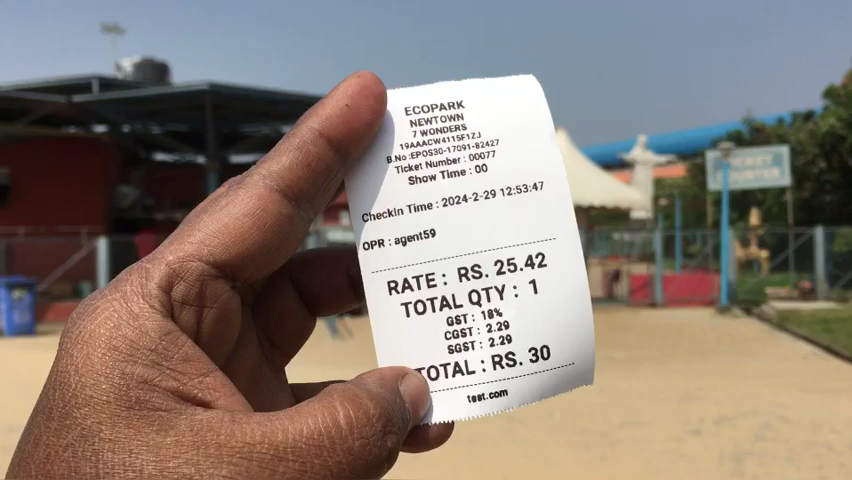 ECOPARK
NEWTOWN
7 WONDERS
19AAACW4115F1ZJ
B.No :EPOS30-17091-82427
Ticket Number : 00077
Show Time : 00
CheckIn Time : 2024-2-29 12:53:47
OPR : agent59
RATE : RS. 25.42
TOTAL QTY : 1
GST : 18%
CGST : 2.29
SGST : 2.29
TOTAL : RS. 30
test.com
TICKET
COUNTER